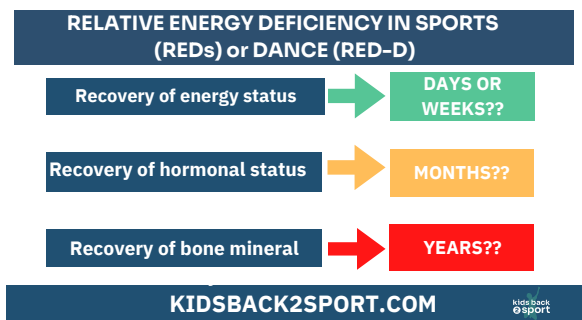 RELATIVE ENERGY DEFICIENCY IN SPORTS
(REDs) or DANCE (RED-D)
Recovery of energy status
DAYS OR
WEEKS??
Recovery of hormonal status
MONTHS??
Recovery of bone mineral
YEARS??
KIDSBACK2SPORT.COM
kids back
2sport